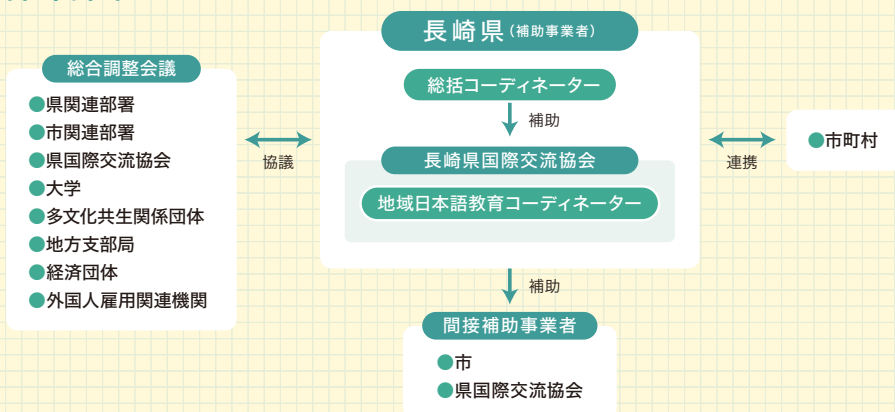 長崎県(補助事業者)
総括コーディネーター
補助
長崎県国際交流協会
地域日本語教育コーディネーター
総合調整会議
●県関連部署
●市関連部署
●県国際交流協会
●大学
●多文化共生関係団体
●地方支部局
●経済団体
●外国人雇用関連機関
協議
連携
●市町村
補助
間接補助事業者
●市
●県国際交流協会